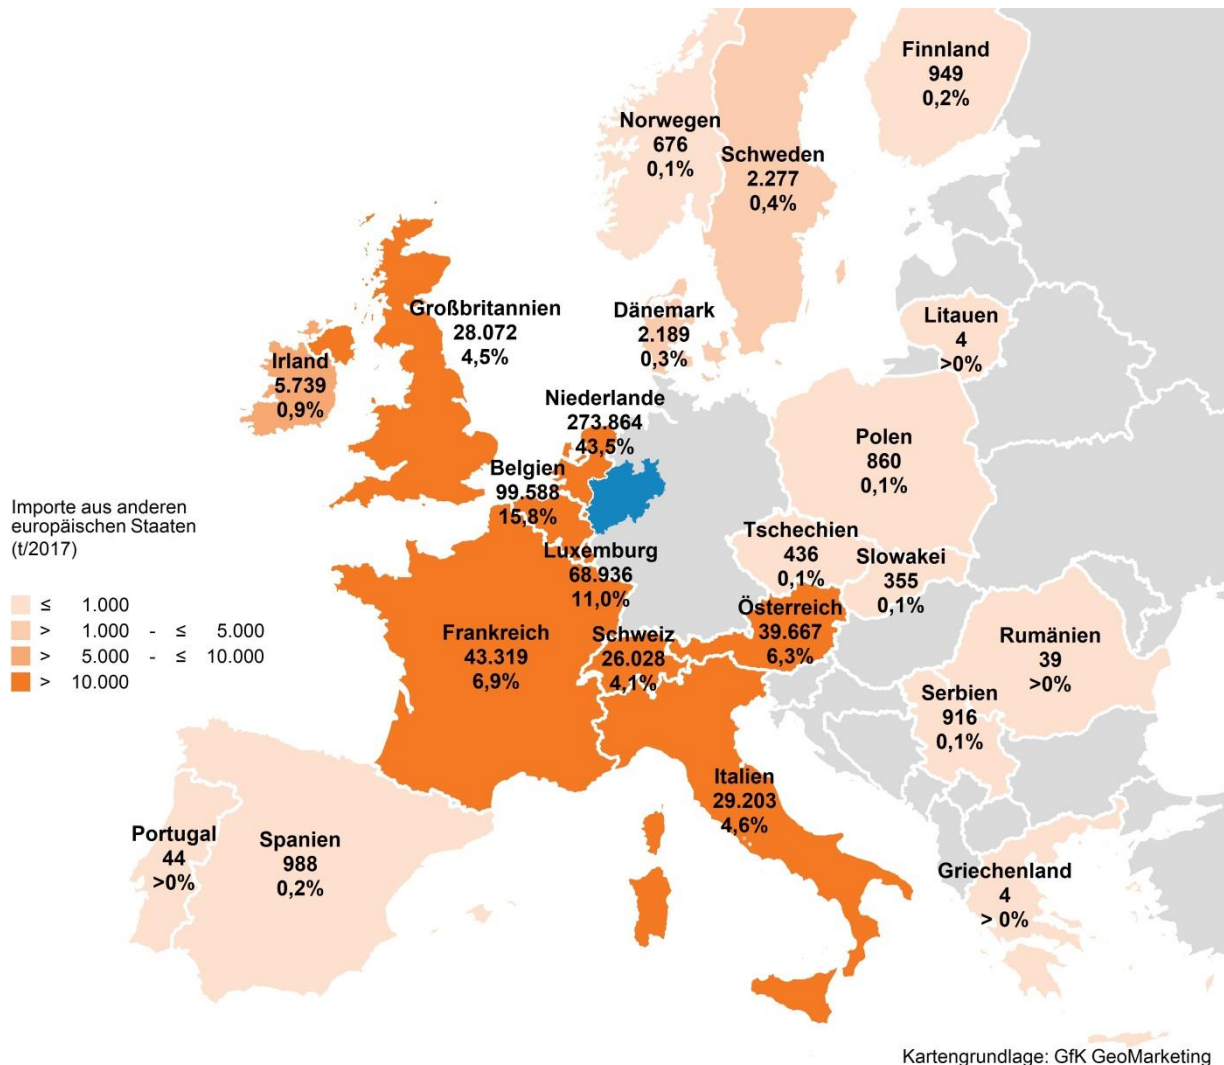 Finnland
949
0,2%
Norwegen
676
0,1%
Schweden
2.277
0,4%
Großbritannien
28.072
4,5%
Dänemark
2.189
0,3%
Litauen
4
>0%
Irland
5.739
0,9%
Niederlande
273.864
43,5%
Polen
860
0,1%
Belgien
99.588
15,8%
Importe aus anderen
europäischen Staaten
(t/2017)
≤ 1.000
> 1.000 - ≤ 5.000
> 5.000 - ≤ 10.000
> 10.000
Luxemburg
68.936
11,0%
Tschechien
436
0,1%
Slowakei
355
0,1%
Österreich
39.667
6,3%
Frankreich
43.319
6,9%
Schweiz
26.028
4,1%
Rumänien
39
>0%
Serbien
916
0,1%
Italien
29.203
4,6%
Portugal
44
>0%
Spanien
988
0,2%
Griechenland
4
> 0%
Kartengrundlage: GfK GeoMarketing